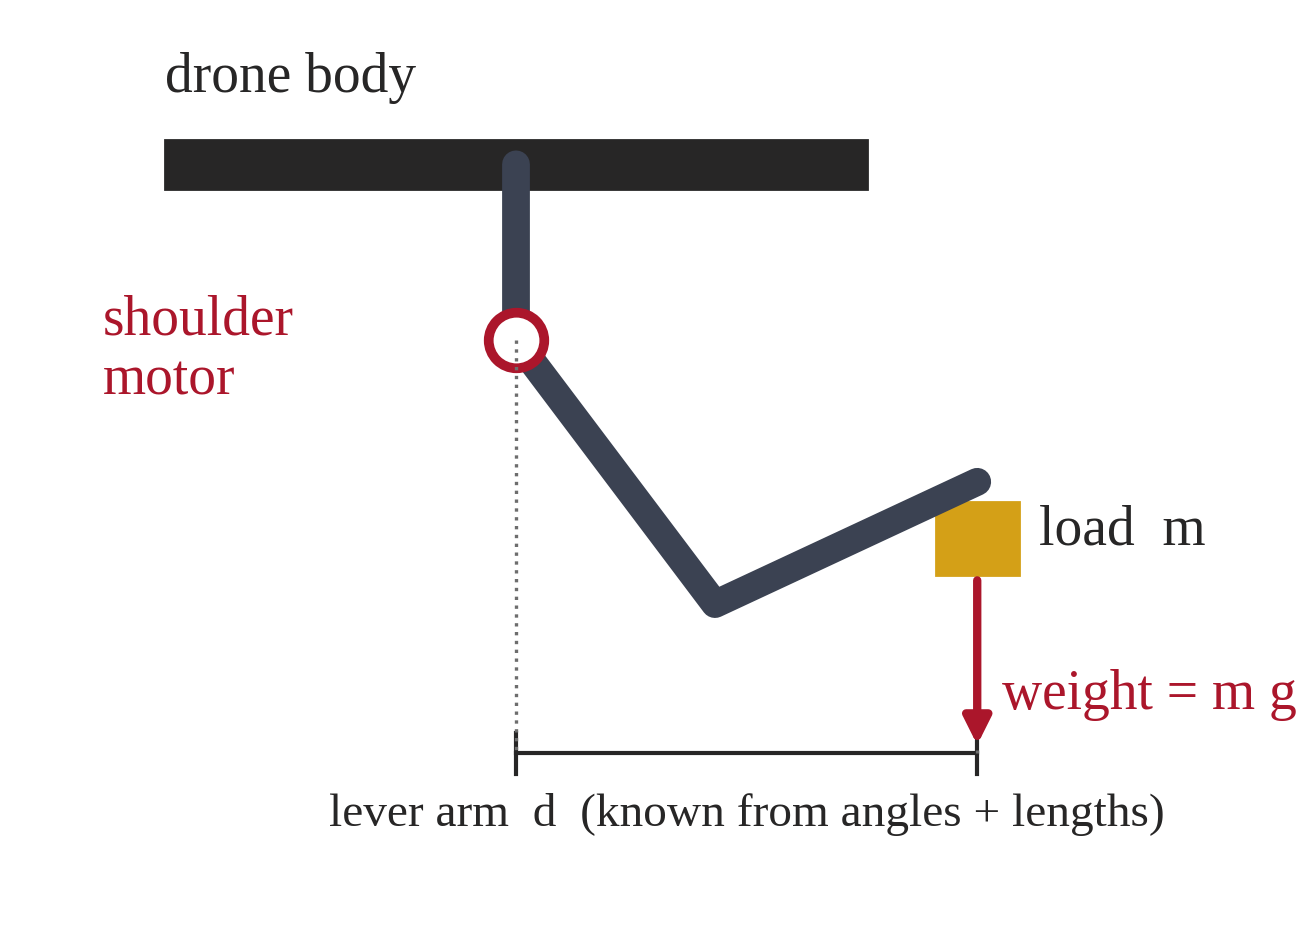 drone body
shoulder
motor
load  m
weight = m g
lever arm  d  (known from angles + lengths)